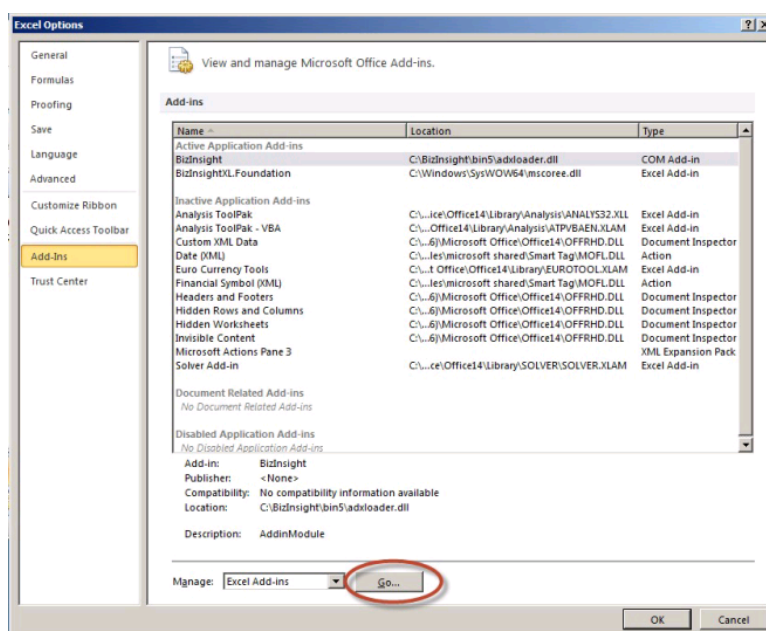 Excel Options
General
Formulas
Proofing
Save
Language
Advanced
Customize Ribbon
Quick Access Toolbar
Add-Ins
Trust Center
View and manage Microsoft Office Add-ins.
Add-ins
Name Location Type
Active Application Add-ins
BizInsight C:\BizInsight\bin5\adxloader.dll COM Add-in
BizInsightXL.Foundation C:\Windows\SysWOW64\mscoree.dll Excel Add-in
Inactive Application Add-ins
Analysis ToolPak C:\...ice\Office14\Library\Analysis\ANALYS32.XLL Excel Add-in
Analysis ToolPak - VBA C:\...Office14\Library\Analysis\ATPVBAEN.XLAM Excel Add-in
Custom XML Data C:\...6)\Microsoft Office\Office14\OFFRHD.DLL Document Inspector
Date (XML) C:\...les\microsoft shared\Smart Tag\MOFL.DLL Action
Euro Currency Tools C:\...t Office\Office14\Library\EUROTOOL.XLAM Excel Add-in
Financial Symbol (XML) C:\...les\microsoft shared\Smart Tag\MOFL.DLL Action
Headers and Footers C:\...6)\Microsoft Office\Office14\OFFRHD.DLL Document Inspector
Hidden Rows and Columns C:\...6)\Microsoft Office\Office14\OFFRHD.DLL Document Inspector
Hidden Worksheets C:\...6)\Microsoft Office\Office14\OFFRHD.DLL Document Inspector
Invisible Content C:\...6)\Microsoft Office\Office14\OFFRHD.DLL Document Inspector
Microsoft Actions Pane 3 XML Expansion Pack
Solver Add-in C:\...ce\Office14\Library\SOLVER\SOLVER.XLAM Excel Add-in
Document Related Add-ins
No Document Related Add-ins
Disabled Application Add-ins
No Disabled Application Add-ins
Add-in: BizInsight
Publisher: <None>
Compatibility: No compatibility information available
Location: C:\BizInsight\bin5\adxloader.dll
Description: AddinModule
Manage: Excel Add-ins Go...
OK Cancel